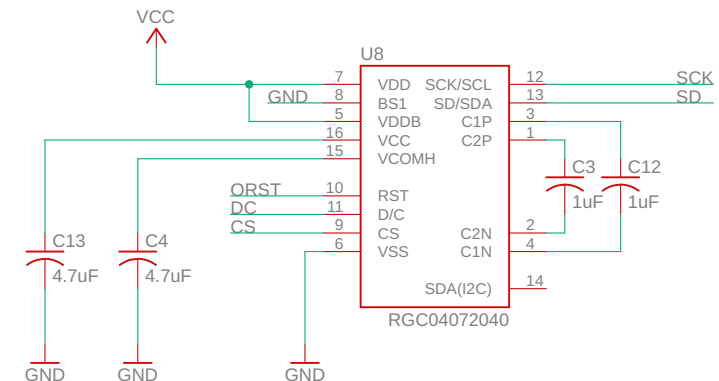 VCC
U8
7 VDD SCK/SCL 12 SCK
GND 8 BS1 SD/SDA 13 SD
5 VDDB C1P 3
16 VCC C2P 1
15 VCOMH
C3 C12
ORST 10 RST
1uF 1uF
DC 11 D/C
CS 9 CS C2N 2
C13 C4 6 VSS C1N 4
4.7uF 4.7uF
SDA(I2C) 14
RGC04072040
GND GND GND